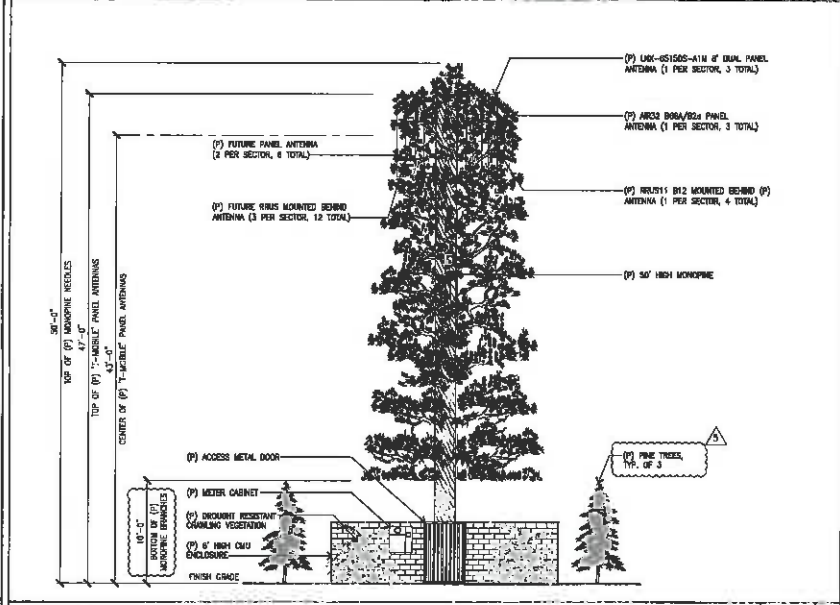 (P) LNX-6515DS-A1M 8' DUAL PANEL
ANTENNA (1 PER SECTOR, 3 TOTAL)
(P) AIR32 B66A/B2a PANEL
ANTENNA (1 PER SECTOR, 3 TOTAL)
(P) FUTURE PANEL ANTENNA
(2 PER SECTOR, 6 TOTAL)
(P) RRUS11 B12 MOUNTED BEHIND (P)
ANTENNA (1 PER SECTOR, 4 TOTAL)
(P) FUTURE RRUS MOUNTED BEHIND
ANTENNA (3 PER SECTOR, 12 TOTAL)
(P) 50' HIGH MONOPINE
50'-0"
TOP OF (P) MONOPINE NEEDLES
47'-0"
TOP OF (P) "T-MOBILE" PANEL ANTENNAS
43'-0"
CENTER OF (P) "T-MOBILE" PANEL ANTENNAS
(P) ACCESS METAL DOOR
(P) METER CABINET
(P) DROUGHT RESISTANT
CRAWLING VEGETATION
(P) 6' HIGH CMU
ENCLOSURE
FINISH GRADE
10'-0"
BOTTOM OF (P)
MONOPINE BRANCHES
5
(P) PINE TREES,
TYP. OF 3